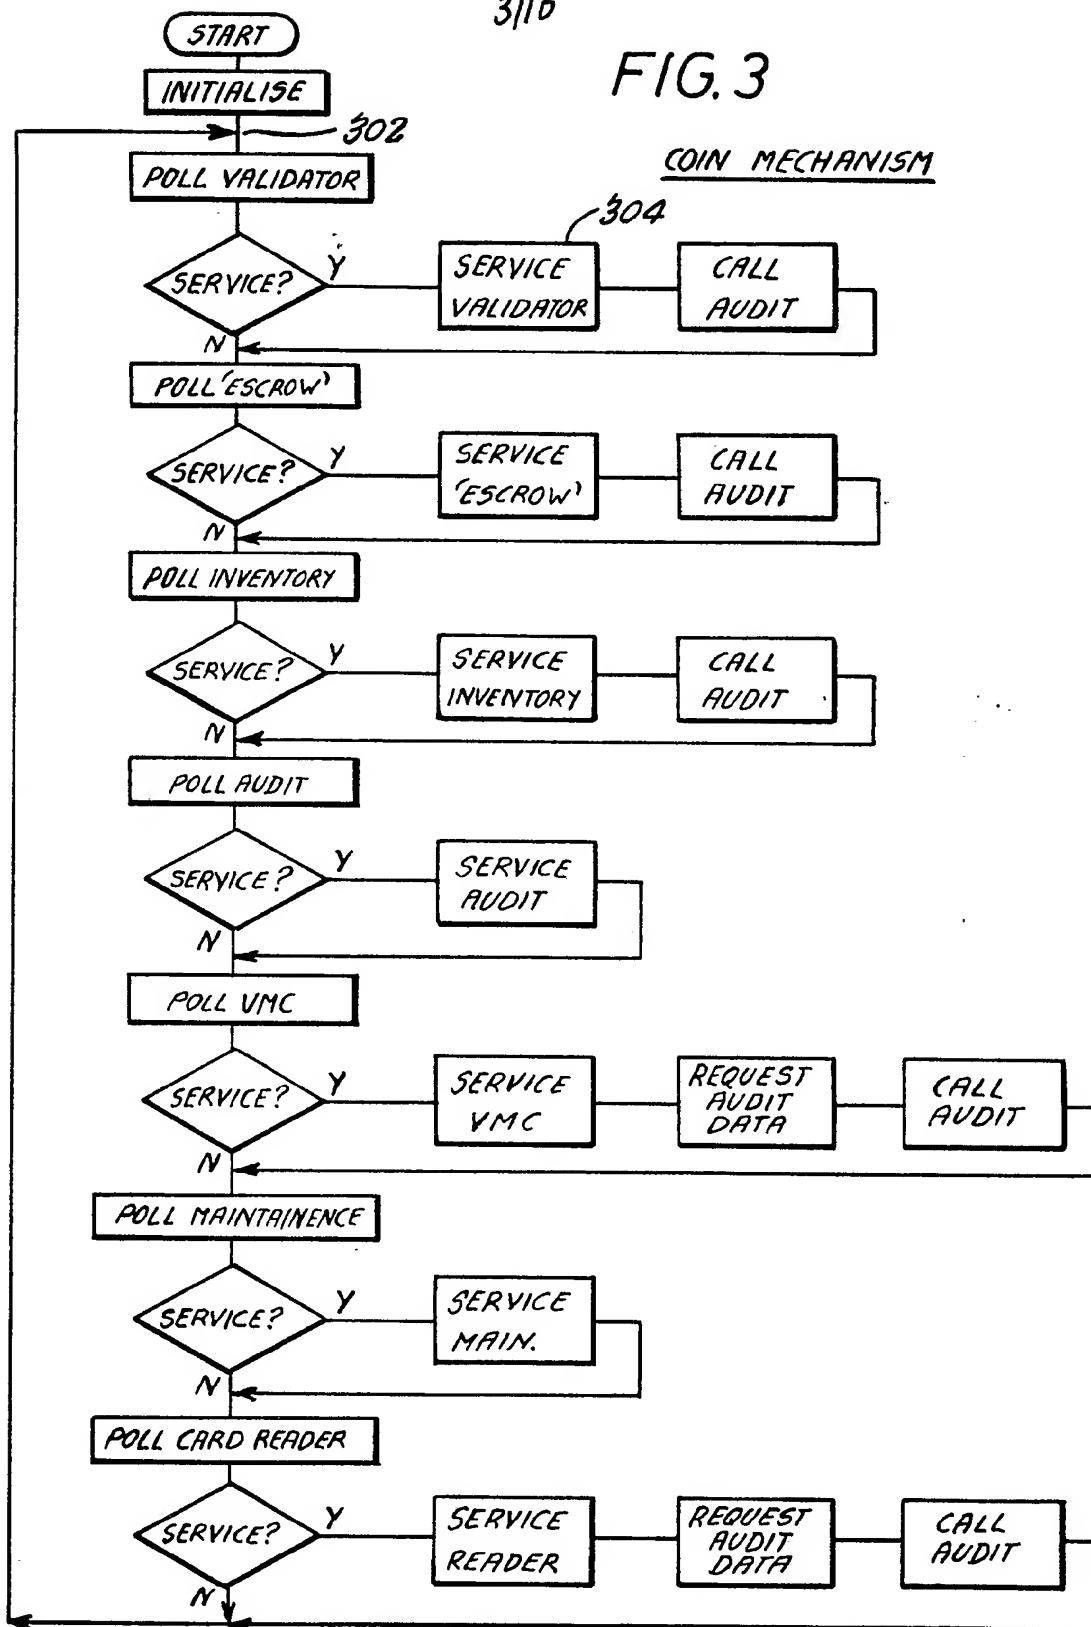 3/10
START
FIG. 3
INITIALISE
302
COIN MECHANISM
POLL VALIDATOR
304
SERVICE?
Y
SERVICE
VALIDATOR
CALL
AUDIT
N
POLL 'ESCROW'
SERVICE?
Y
SERVICE
'ESCROW'
CALL
AUDIT
N
POLL INVENTORY
SERVICE?
Y
SERVICE
INVENTORY
CALL
AUDIT
N
POLL AUDIT
SERVICE?
Y
SERVICE
AUDIT
N
POLL VMC
SERVICE?
Y
SERVICE
VMC
REQUEST
AUDIT
DATA
CALL
AUDIT
N
POLL MAINTAINENCE
SERVICE?
Y
SERVICE
MAIN.
N
POLL CARD READER
SERVICE?
Y
SERVICE
READER
REQUEST
AUDIT
DATA
CALL
AUDIT
N